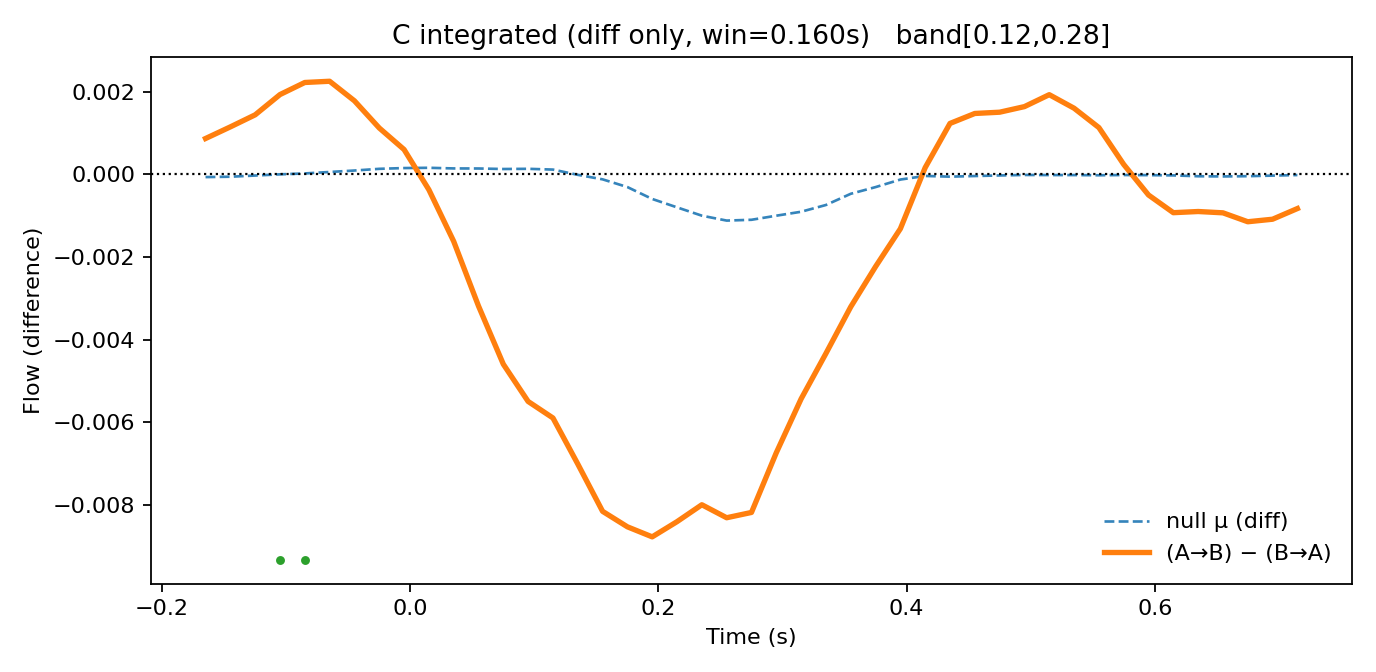 C integrated (diff only, win=0.160s)   band[0.12,0.28]
Flow (difference)
0.002
0.000
−0.002
−0.004
−0.006
−0.008
null μ (diff)
(A→B) − (B→A)
−0.2
0.0
0.2
0.4
0.6
Time (s)